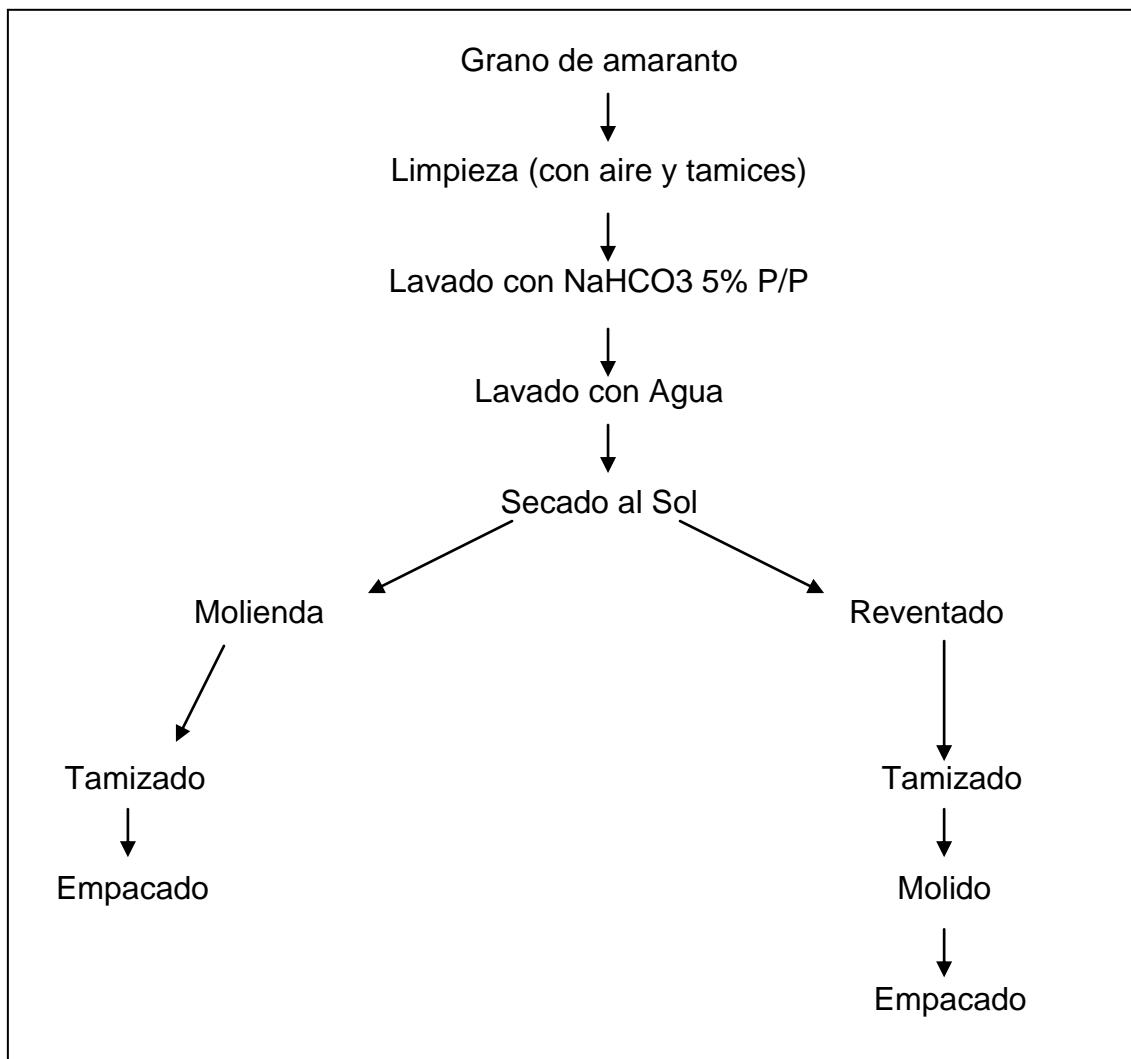 Grano de amaranto
Limpieza (con aire y tamices)
Lavado con NaHCO3 5% P/P
Lavado con Agua
Secado al Sol
Molienda
Reventado
Tamizado
Tamizado
Empacado
Molido
Empacado